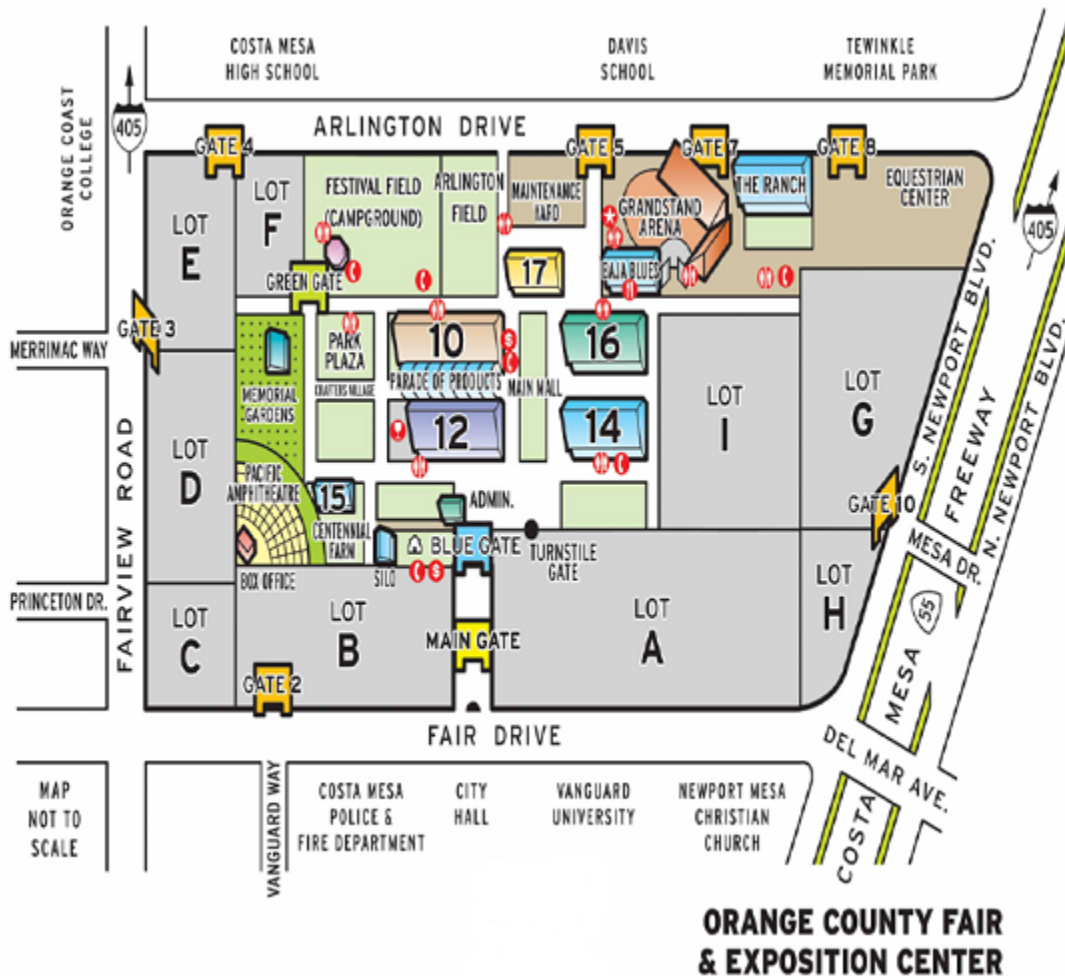 COSTA MESA
HIGH SCHOOL
DAVIS
SCHOOL
TEWINKLE
MEMORIAL PARK
ORANGE COAST
COLLEGE
405
ARLINGTON DRIVE
GATE 4
GATE 5
GATE 7
GATE 8
LOT
E
LOT
F
FESTIVAL FIELD
(CAMPGROUND)
ARLINGTON
FIELD
MAINTENANCE
YARD
GRANDSTAND
ARENA
THE RANCH
EQUESTRIAN
CENTER
405
GREEN GATE
17
BAJA BLUES
GATE 3
MERRIMAC WAY
PARK
PLAZA
10
16
PARADE OF PRODUCTS
MAIN MALL
CRAFTERS VILLAGE
MEMORIAL
GARDENS
12
14
LOT
I
LOT
G
S. NEWPORT BLVD.
FREEWAY
N. NEWPORT BLVD.
FAIRVIEW ROAD
LOT
D
PACIFIC
AMPHITHEATRE
15
CENTENNIAL
FARM
ADMIN.
GATE 10
BLUE GATE
TURNSTILE
GATE
MESA DR.
BOX OFFICE
SILO
PRINCETON DR.
LOT
C
LOT
B
MAIN GATE
LOT
A
LOT
H
55
COSTA MESA
GATE 2
FAIR DRIVE
DEL MAR AVE.
MAP
NOT TO
SCALE
VANGUARD WAY
COSTA MESA
POLICE &
FIRE DEPARTMENT
CITY
HALL
VANGUARD
UNIVERSITY
NEWPORT MESA
CHRISTIAN
CHURCH
ORANGE COUNTY FAIR
& EXPOSITION CENTER